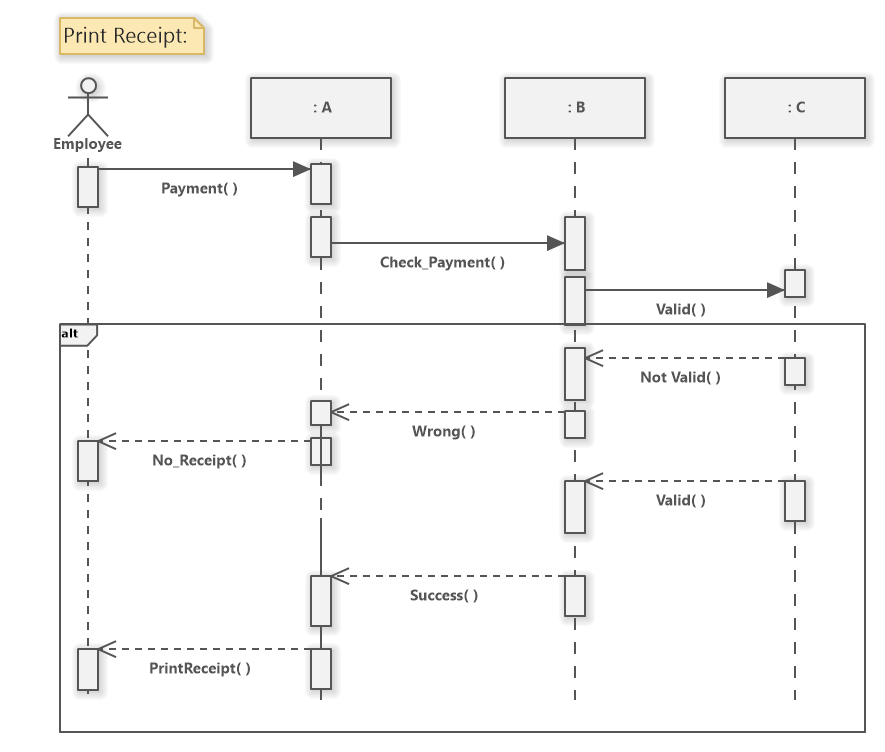 Print Receipt:
: A
: B
: C
Employee
Payment( )
Check_Payment( )
Valid( )
alt
Not Valid( )
Wrong( )
No_Receipt( )
Valid( )
Success( )
PrintReceipt( )